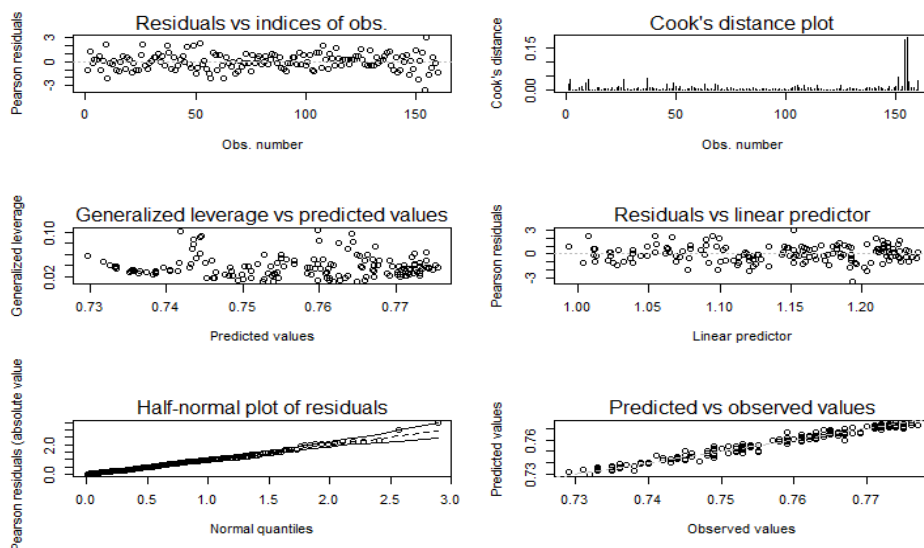 Residuals vs indices of obs.
Pearson residuals
3
0
-3
0
50
100
150
Obs. number
Cook's distance plot
Cook's distance
0.15
0.00
0
50
100
150
Obs. number
Generalized leverage vs predicted values
Generalized leverage
0.10
0.02
0.73
0.74
0.75
0.76
0.77
Predicted values
Residuals vs linear predictor
Pearson residuals
3
0
-3
1.00
1.05
1.10
1.15
1.20
Linear predictor
Half-normal plot of residuals
Pearson residuals (absolute value
2.0
0.0
0.0
0.5
1.0
1.5
2.0
2.5
3.0
Normal quantiles
Predicted vs observed values
Predicted values
0.76
0.73
0.73
0.74
0.75
0.76
0.77
Observed values